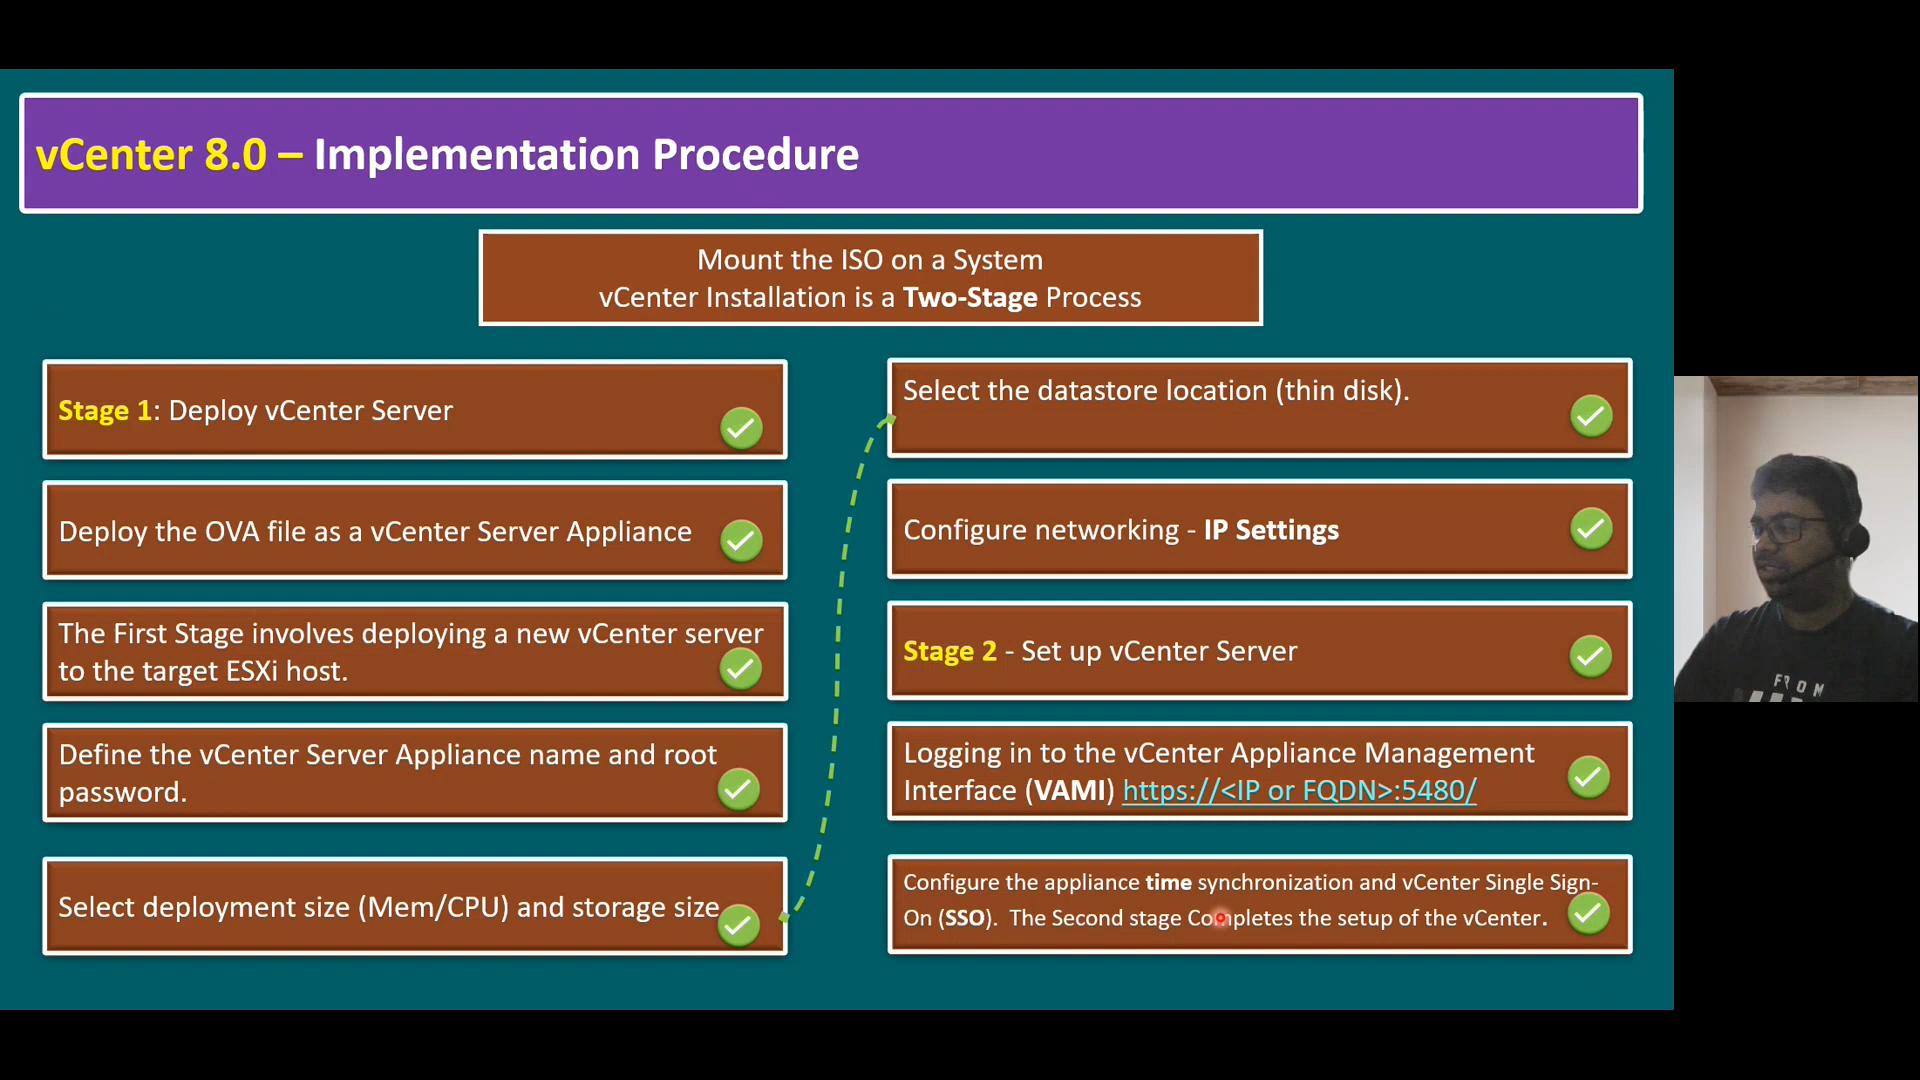 vCenter 8.0 – Implementation Procedure
Mount the ISO on a System
vCenter Installation is a Two-Stage Process
Stage 1: Deploy vCenter Server
Deploy the OVA file as a vCenter Server Appliance
The First Stage involves deploying a new vCenter server
to the target ESXi host.
Define the vCenter Server Appliance name and root
password.
Select deployment size (Mem/CPU) and storage size
Select the datastore location (thin disk).
Configure networking - IP Settings
Stage 2 - Set up vCenter Server
Logging in to the vCenter Appliance Management
Interface (VAMI) https://<IP or FQDN>:5480/
Configure the appliance time synchronization and vCenter Single Sign-
On (SSO). The Second stage Completes the setup of the vCenter.
FROM